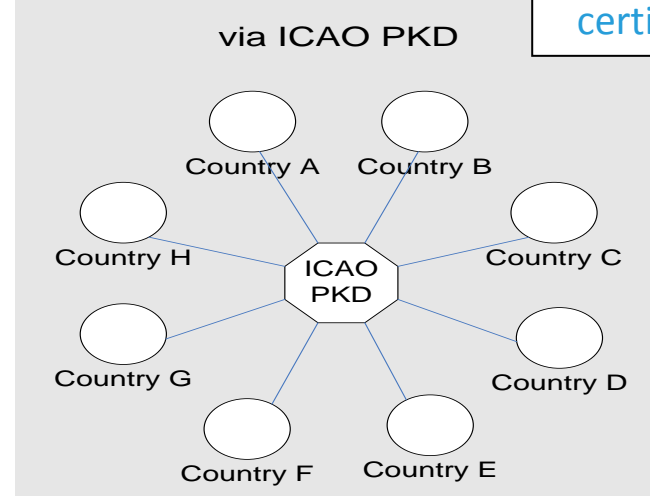 certi
via ICAO PKD
Country A
Country B
Country H
Country C
ICAO
PKD
Country G
Country D
Country F
Country E